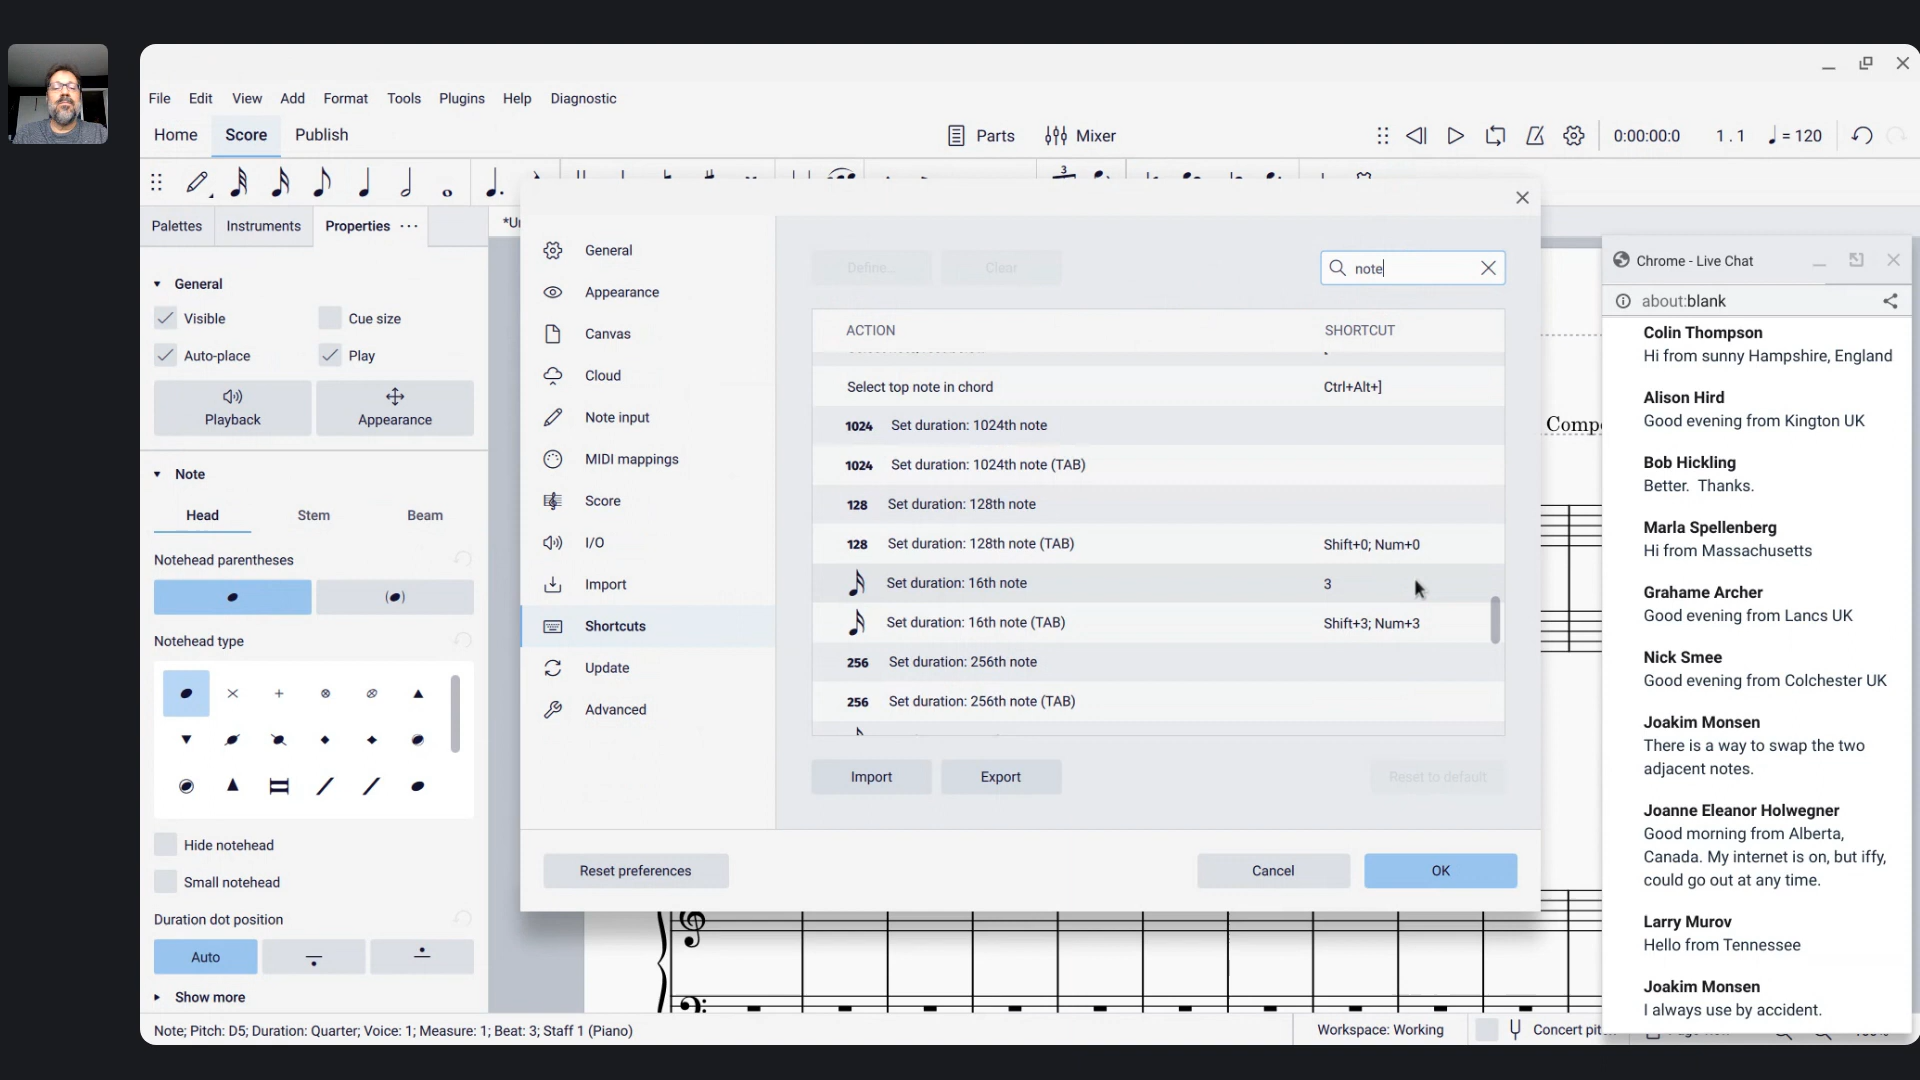 File Edit View Add Format Tools Plugins Help Diagnostic
Home Score Publish
Parts Mixer
0:00:00:0 1 . 1 = 120
3
Palettes Instruments Properties
General
Visible Cue size
Auto-place Play
Playback Appearance
Note
Head Stem Beam
Notehead parentheses
Notehead type
Hide notehead
Small notehead
Duration dot position
Auto
Show more
Note; Pitch: D5; Duration: Quarter; Voice: 1; Measure: 1; Beat: 3; Staff 1 (Piano)
General
Appearance
Canvas
Cloud
Note input
MIDI mappings
Score
I/O
Import
Shortcuts
Update
Advanced
Define... Clear
note
ACTION SHORTCUT
Select top note in chord Ctrl+Alt+]
1024 Set duration: 1024th note
1024 Set duration: 1024th note (TAB)
128 Set duration: 128th note
128 Set duration: 128th note (TAB) Shift+0; Num+0
Set duration: 16th note 3
Set duration: 16th note (TAB) Shift+3; Num+3
256 Set duration: 256th note
256 Set duration: 256th note (TAB)
Import Export Reset to default
Reset preferences Cancel OK
Workspace: Working Concert
Chrome - Live Chat
about:blank
Colin Thompson
Hi from sunny Hampshire, England
Alison Hird
Good evening from Kington UK
Bob Hickling
Better. Thanks.
Marla Spellenberg
Hi from Massachusetts
Grahame Archer
Good evening from Lancs UK
Nick Smee
Good evening from Colchester UK
Joakim Monsen
There is a way to swap the two
adjacent notes.
Joanne Eleanor Holwegner
Good morning from Alberta,
Canada. My internet is on, but iffy,
could go out at any time.
Larry Murov
Hello from Tennessee
Joakim Monsen
I always use by accident.